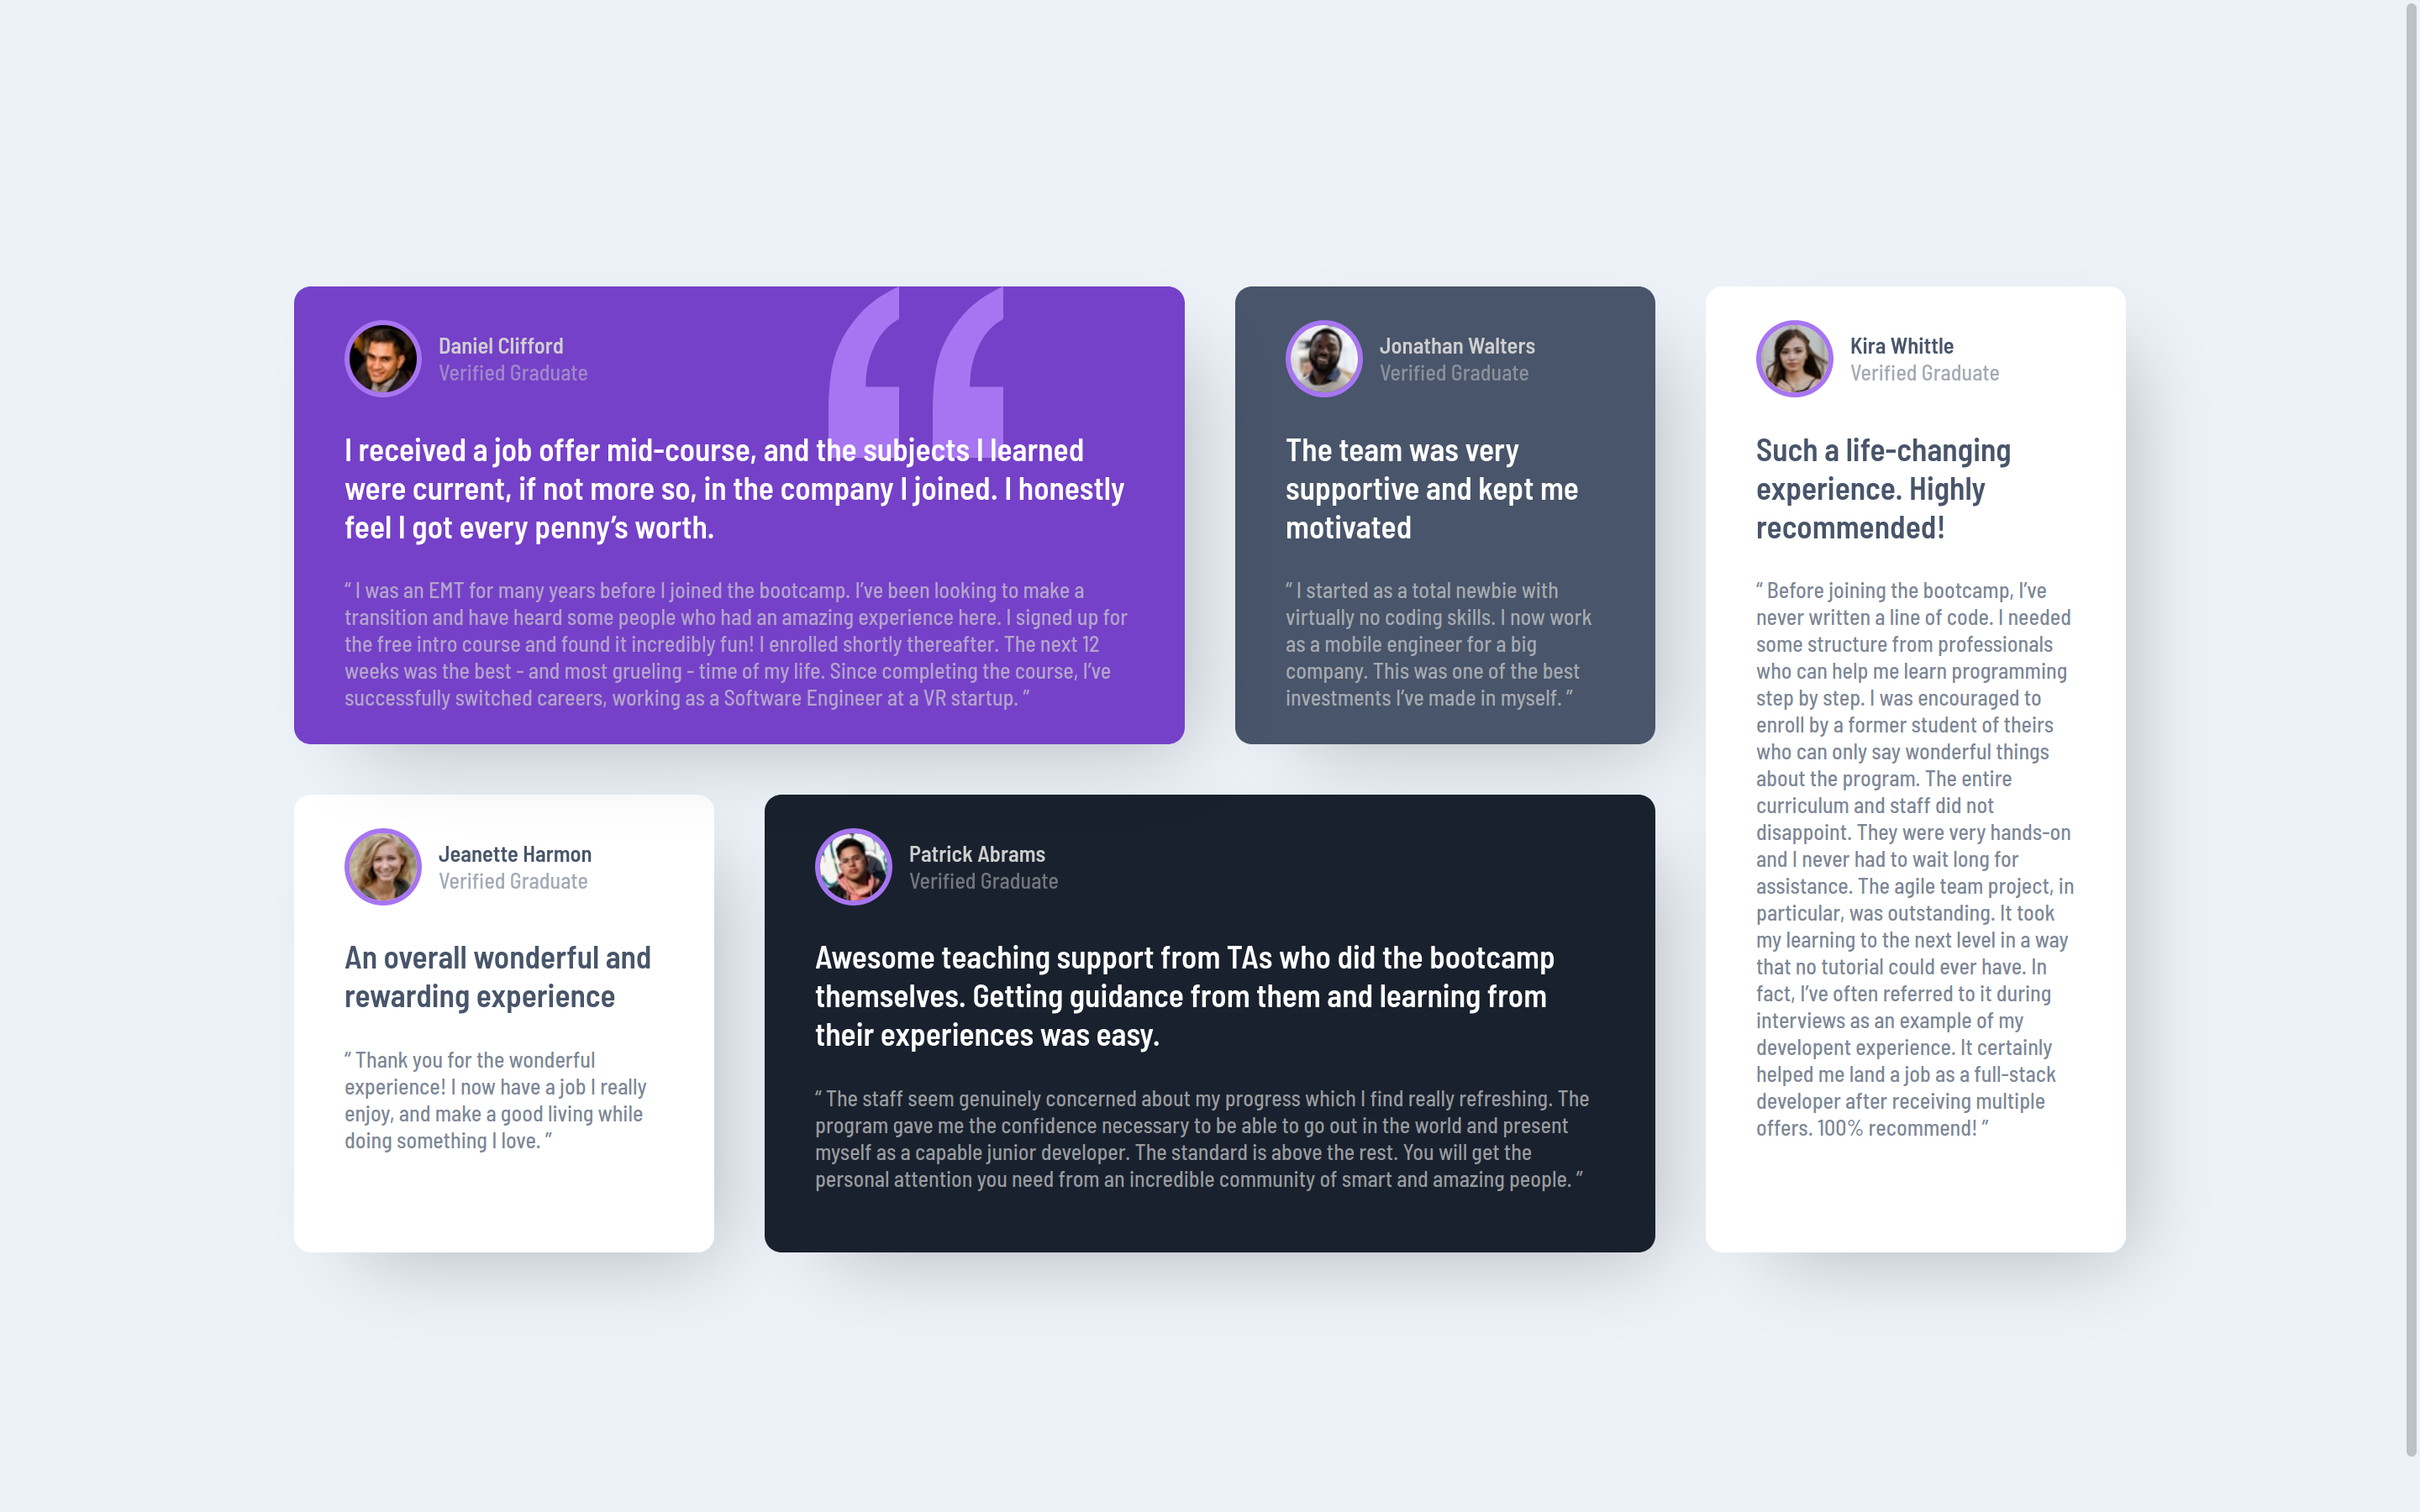 Daniel Clifford
Verified Graduate
I received a job offer mid-course, and the subjects I learned
were current, if not more so, in the company I joined. I honestly
feel I got every penny’s worth.
“ I was an EMT for many years before I joined the bootcamp. I’ve been looking to make a
transition and have heard some people who had an amazing experience here. I signed up for
the free intro course and found it incredibly fun! I enrolled shortly thereafter. The next 12
weeks was the best - and most grueling - time of my life. Since completing the course, I’ve
successfully switched careers, working as a Software Engineer at a VR startup. ”
Jonathan Walters
Verified Graduate
The team was very
supportive and kept me
motivated
“ I started as a total newbie with
virtually no coding skills. I now work
as a mobile engineer for a big
company. This was one of the best
investments I’ve made in myself. ”
Kira Whittle
Verified Graduate
Such a life-changing
experience. Highly
recommended!
“ Before joining the bootcamp, I’ve
never written a line of code. I needed
some structure from professionals
who can help me learn programming
step by step. I was encouraged to
enroll by a former student of theirs
who can only say wonderful things
about the program. The entire
curriculum and staff did not
disappoint. They were very hands-on
and I never had to wait long for
assistance. The agile team project, in
particular, was outstanding. It took
my learning to the next level in a way
that no tutorial could ever have. In
fact, I’ve often referred to it during
interviews as an example of my
developent experience. It certainly
helped me land a job as a full-stack
developer after receiving multiple
offers. 100% recommend! ”
Jeanette Harmon
Verified Graduate
An overall wonderful and
rewarding experience
“ Thank you for the wonderful
experience! I now have a job I really
enjoy, and make a good living while
doing something I love. ”
Patrick Abrams
Verified Graduate
Awesome teaching support from TAs who did the bootcamp
themselves. Getting guidance from them and learning from
their experiences was easy.
“ The staff seem genuinely concerned about my progress which I find really refreshing. The
program gave me the confidence necessary to be able to go out in the world and present
myself as a capable junior developer. The standard is above the rest. You will get the
personal attention you need from an incredible community of smart and amazing people. ”